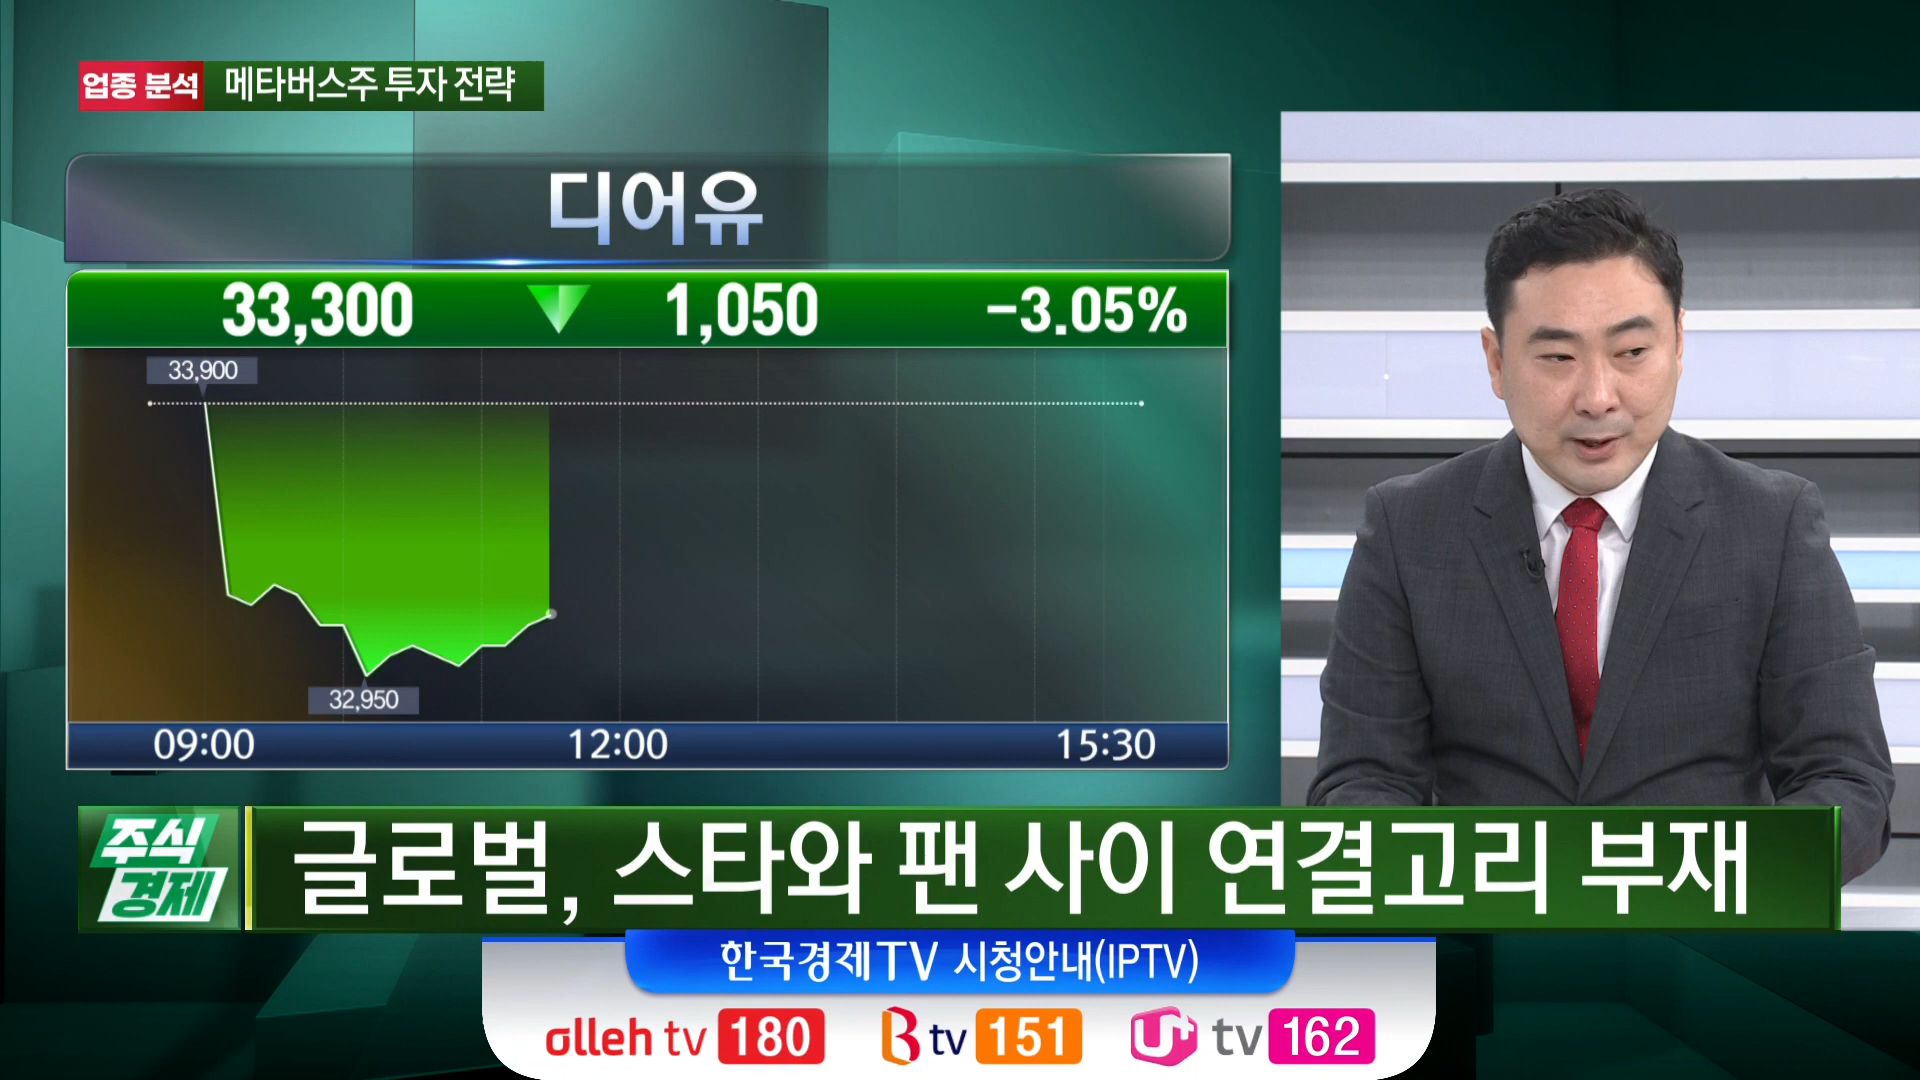 업종 분석 메타버스주 투자 전략
디어유
33,300 ▼ 1,050 -3.05%
33,900
32,950
09:00 12:00 15:30
주식
경제
글로벌, 스타와 팬 사이 연결고리 부재
한국경제TV 시청안내(IPTV)
olleh tv 180 B tv 151 U+ tv 162